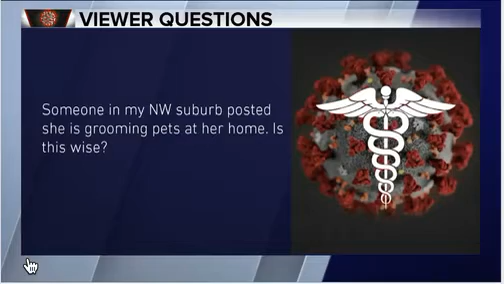 VIEWER QUESTIONS
Someone in my NW suburb posted
she is grooming pets at her home. Is
this wise?